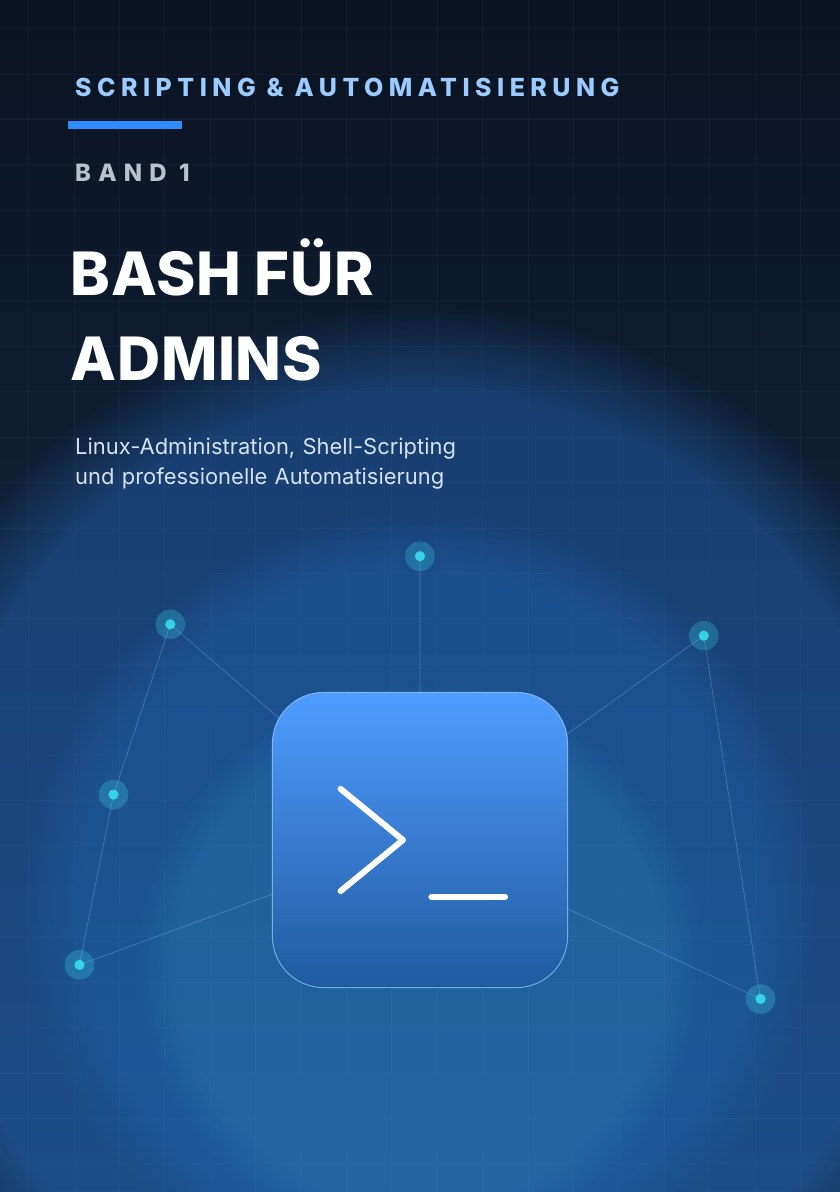 SCRIPTING & AUTOMATISIERUNG
BAND 1
BASH FÜR
ADMINS
Linux-Administration, Shell-Scripting
und professionelle Automatisierung
>_